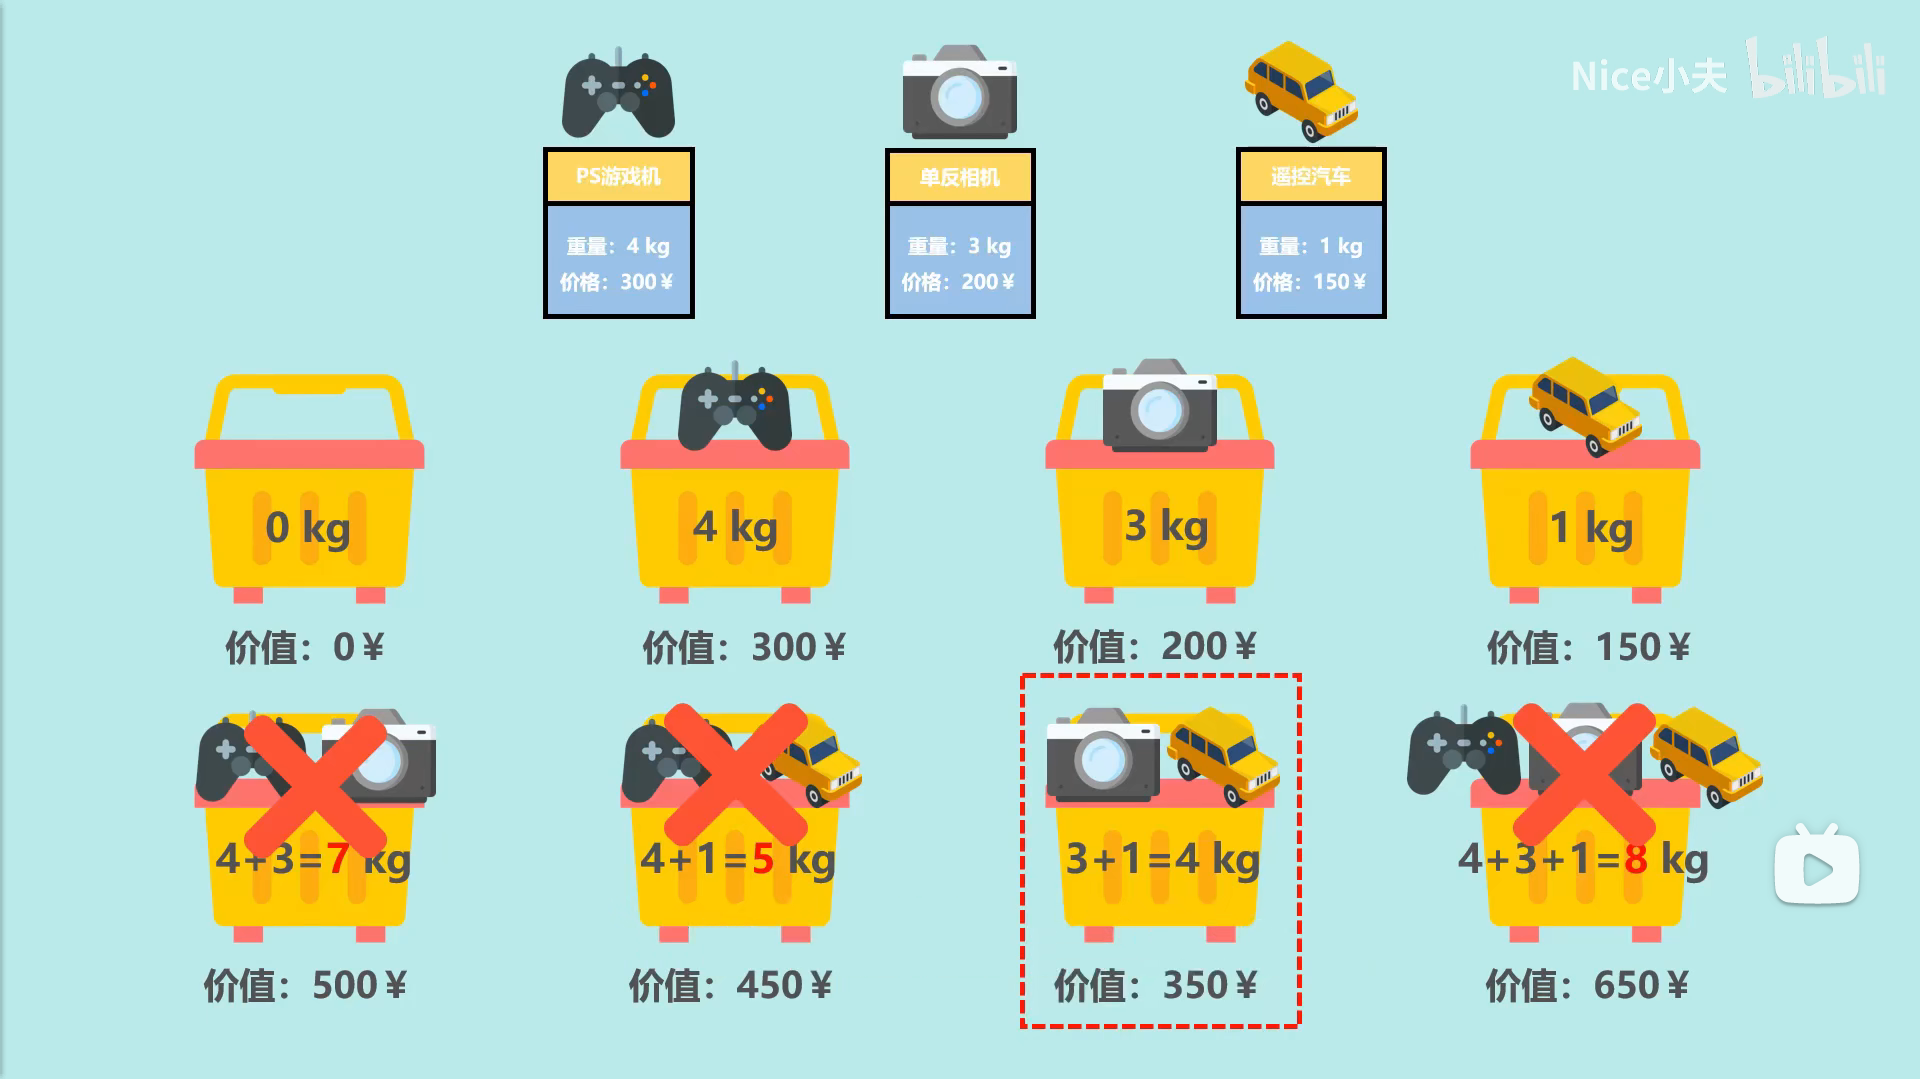 Nice小夫 bilibili
PS游戏机
重量：4 kg
价格：300￥
单反相机
重量：3 kg
价格：200￥
遥控汽车
重量：1 kg
价格：150￥
0 kg
4 kg
3 kg
1 kg
价值：0￥
价值：300￥
价值：200￥
价值：150￥
4+3=7 kg
4+1=5 kg
3+1=4 kg
4+3+1=8 kg
价值：500￥
价值：450￥
价值：350￥
价值：650￥